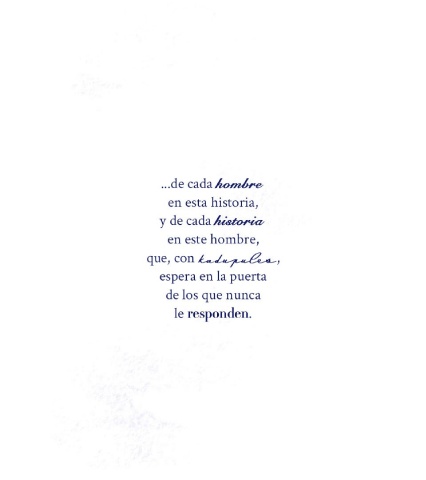 ...de cada hombre
en esta historia,
y de cada historia
en este hombre,
que, con kadupules,
espera en la puerta
de los que nunca
le responden.